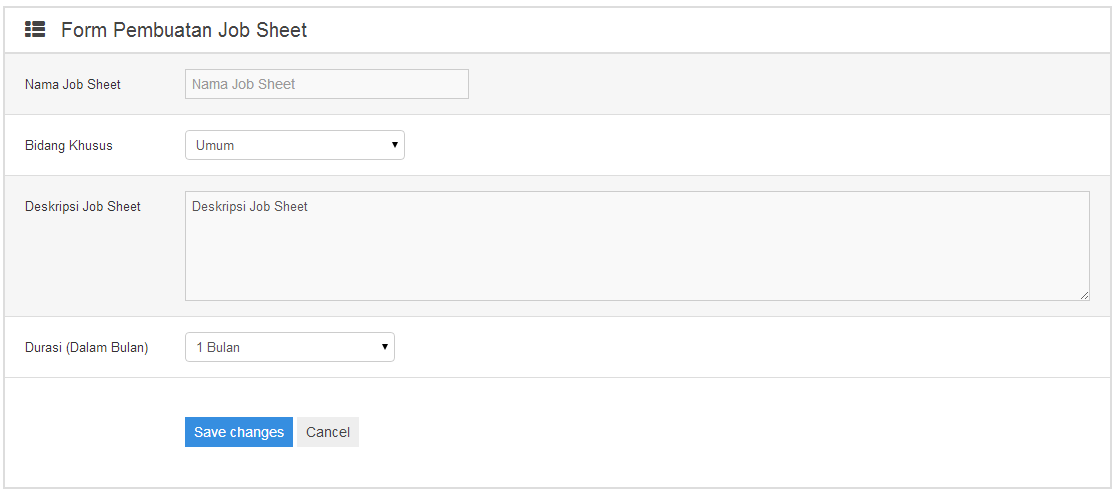 Form Pembuatan Job Sheet
Nama Job Sheet
Nama Job Sheet
Bidang Khusus
Umum
Deskripsi Job Sheet
Deskripsi Job Sheet
Durasi (Dalam Bulan)
1 Bulan
Save changes
Cancel